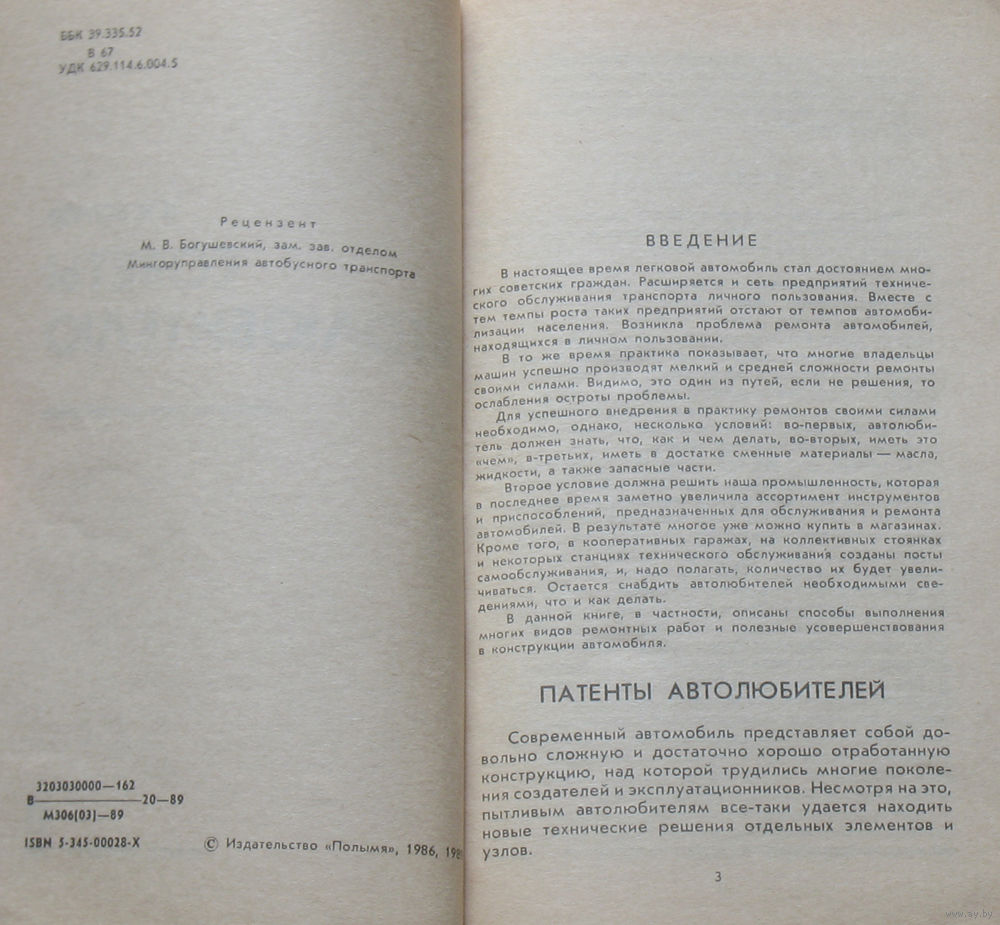 ББК 39.335.52
В 67
УДК 629.114.6.004.5
Рецензент
М. В. Богушевский, зам. зав. отделом
Мингоруправления автобусного транспорта
3203030000—162
В—————20—89
М306(03)—89
ISBN 5-345-00028-X
© Издательство «Полымя», 1986,
ВВЕДЕНИЕ
В настоящее время легковой автомобиль стал достоянием мно-
гих советских граждан. Расширяется и сеть предприятий техниче-
ского обслуживания транспорта личного пользования. Вместе с
тем темпы роста таких предприятий отстают от темпов автомоби-
лизации населения. Возникла проблема ремонта автомобилей,
находящихся в личном пользовании.
В то же время практика показывает, что многие владельцы
машин успешно производят мелкий и средней сложности ремонты
своими силами. Видимо, это один из путей, если не решения, то
ослабления остроты проблемы.
Для успешного внедрения в практику ремонтов своими силами
необходимо, однако, несколько условий: во-первых, автолюби-
тель должен знать, что, как и чем делать, во-вторых, иметь это
«чем», в-третьих, иметь в достатке сменные материалы — масла,
жидкости, а также запасные части.
Второе условие должна решить наша промышленность, которая
в последнее время заметно увеличила ассортимент инструментов
и приспособлений, предназначенных для обслуживания и ремонта
автомобилей. В результате многое уже можно купить в магазинах.
Кроме того, в кооперативных гаражах, на коллективных стоянках
и некоторых станциях технического обслуживания созданы посты
самообслуживания, и, надо полагать, количество их будет увели-
чиваться. Остается снабдить автолюбителей необходимыми све-
дениями, что и как делать.
В данной книге, в частности, описаны способы выполнения
многих видов ремонтных работ и полезные усовершенствования
в конструкции автомобиля.
ПАТЕНТЫ АВТОЛЮБИТЕЛЕЙ
Современный автомобиль представляет собой до-
вольно сложную и достаточно хорошо отработанную
конструкцию, над которой трудились многие поколе-
ния создателей и эксплуатационников. Несмотря на это,
пытливым автолюбителям все-таки удается находить
новые технические решения отдельных элементов и
узлов.
3
www.ay.by